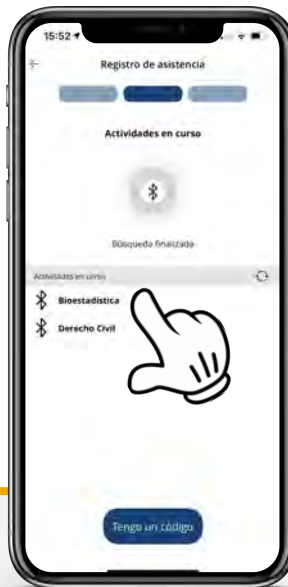 15:52
Registro de asistencia
Actividades en curso
Búsqueda finalizada
Actividades en curso
Bioestadística
Derecho Civil
Tengo un código